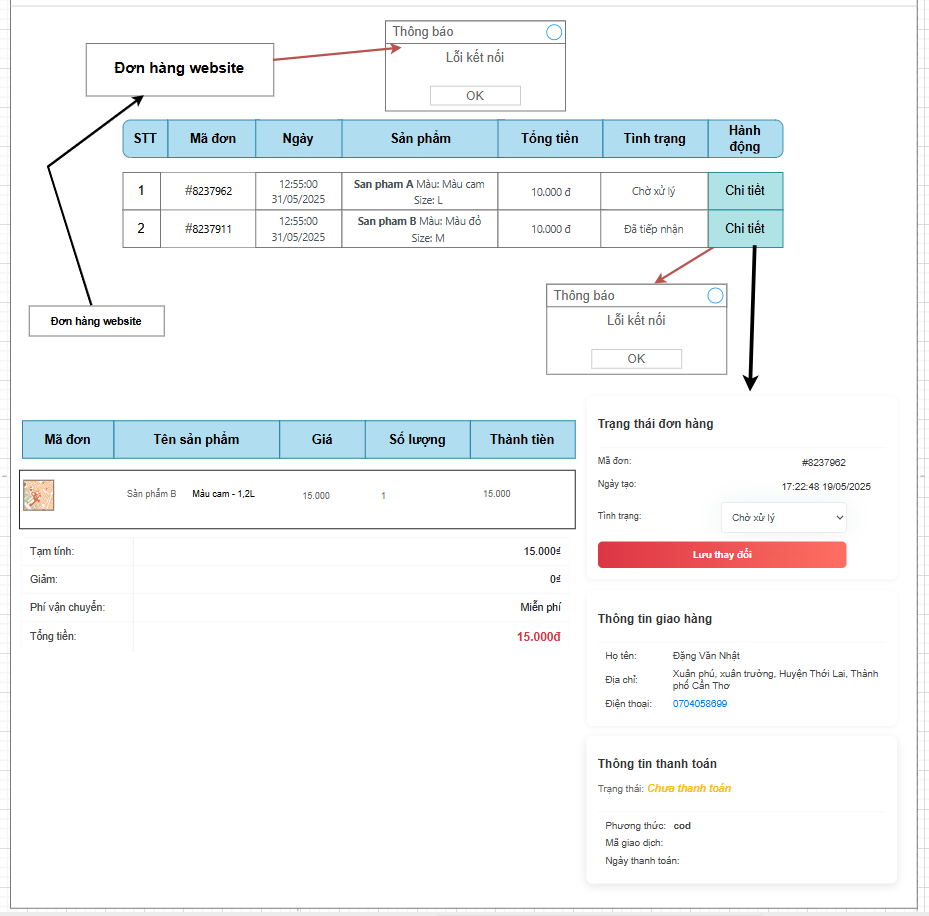 Thông báo
Lỗi kết nối
OK
Đơn hàng website
STT Mã đơn Ngày Sản phẩm Tổng tiền Tình trạng Hành động
1 #8237962 12:55:00 31/05/2025 San pham A Màu: Màu cam Size: L 10.000 đ Chờ xử lý Chi tiết
2 #8237911 12:55:00 31/05/2025 San pham B Màu: Màu đỏ Size: M 10.000 đ Đã tiếp nhận Chi tiết
Đơn hàng website
Thông báo
Lỗi kết nối
OK
Mã đơn Tên sản phẩm Giá Số lượng Thành tiền
Sản phẩm B Màu cam - 1,2L 15.000 1 15.000
Tạm tính: 15.000₫
Giảm: 0₫
Phí vận chuyển: Miễn phí
Tổng tiền: 15.000đ
Trạng thái đơn hàng
Mã đơn: #8237962
Ngày tạo: 17:22:48 19/05/2025
Tình trạng: Chờ xử lý
Lưu thay đổi
Thông tin giao hàng
Họ tên: Đặng Văn Nhật
Địa chỉ: Xuân phú, xuân trường, Huyện Thới Lai, Thành
phố Cần Thơ
Điện thoại: 0704058699
Thông tin thanh toán
Trạng thái: Chưa thanh toán
Phương thức: cod
Mã giao dịch:
Ngày thanh toán: